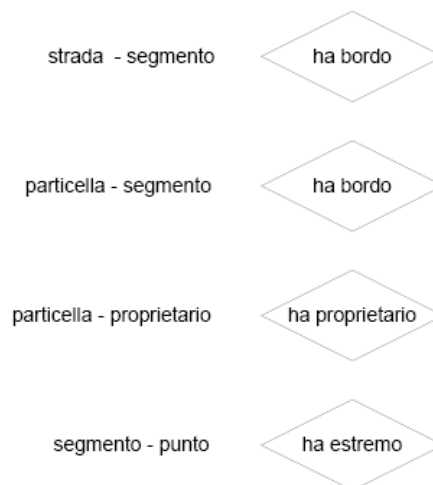 strada - segmento ha bordo
particella - segmento ha bordo
particella - proprietario ha proprietario
segmento - punto ha estremo